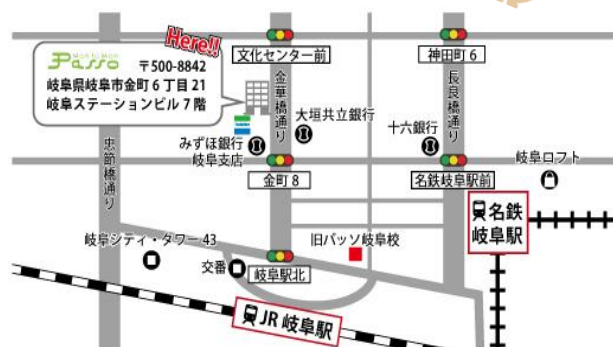 Here!!
Passo
〒500-8842
岐阜県岐阜市金町6丁目21
岐阜ステーションビル7階
文化センター前
神田町6
金華橋通り
長良橋通り
忠節橋通り
大垣共立銀行
十六銀行
みずほ銀行
岐阜支店
岐阜ロフト
金町8
名鉄岐阜駅前
名鉄
岐阜駅
岐阜シティ・タワー43
旧パッソ岐阜校
交番
岐阜駅北
JR岐阜駅